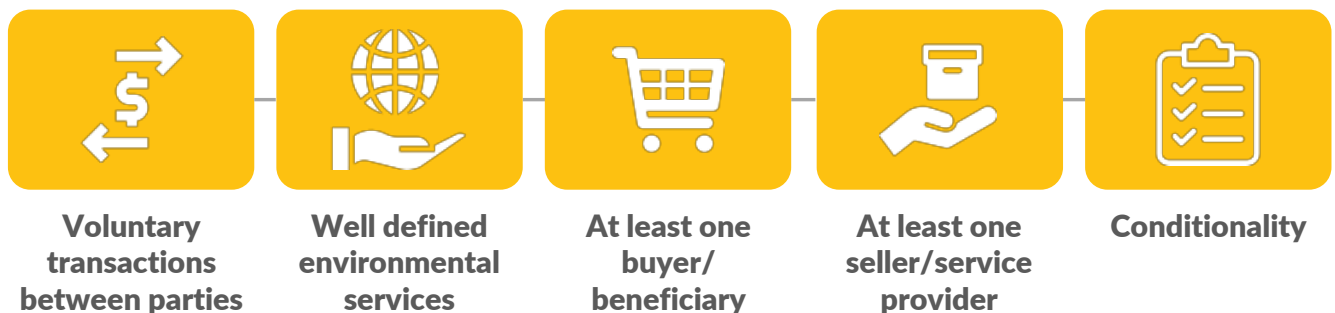 $
Voluntary
transactions
between parties
Well defined
environmental
services
At least one
buyer/
beneficiary
At least one
seller/service
provider
Conditionality